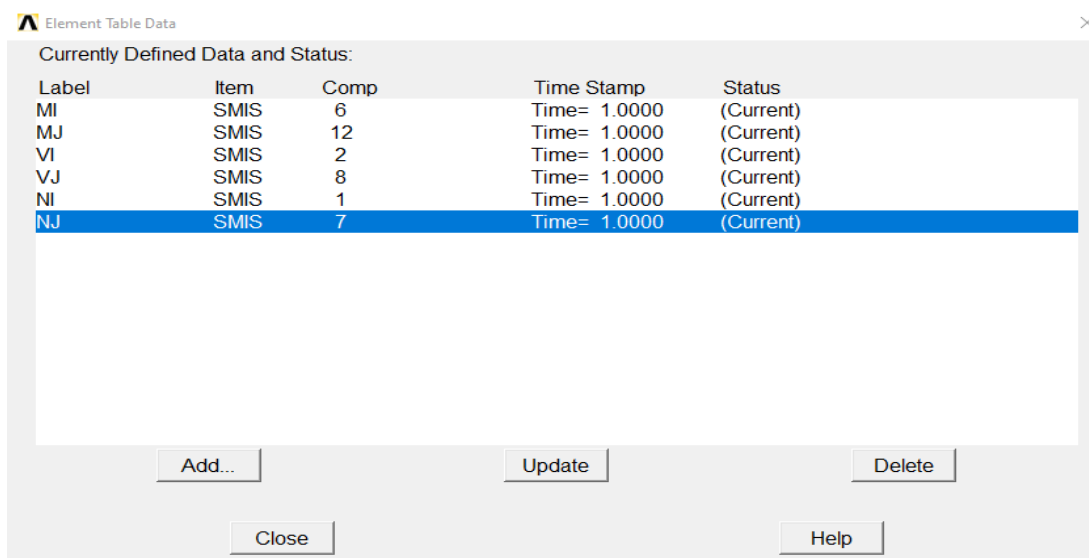 Element Table Data
Currently Defined Data and Status:
Label Item Comp Time Stamp Status
MI SMIS 6 Time= 1.0000 (Current)
MJ SMIS 12 Time= 1.0000 (Current)
VI SMIS 2 Time= 1.0000 (Current)
VJ SMIS 8 Time= 1.0000 (Current)
NI SMIS 1 Time= 1.0000 (Current)
NJ SMIS 7 Time= 1.0000 (Current)
Add... Update Delete
Close Help